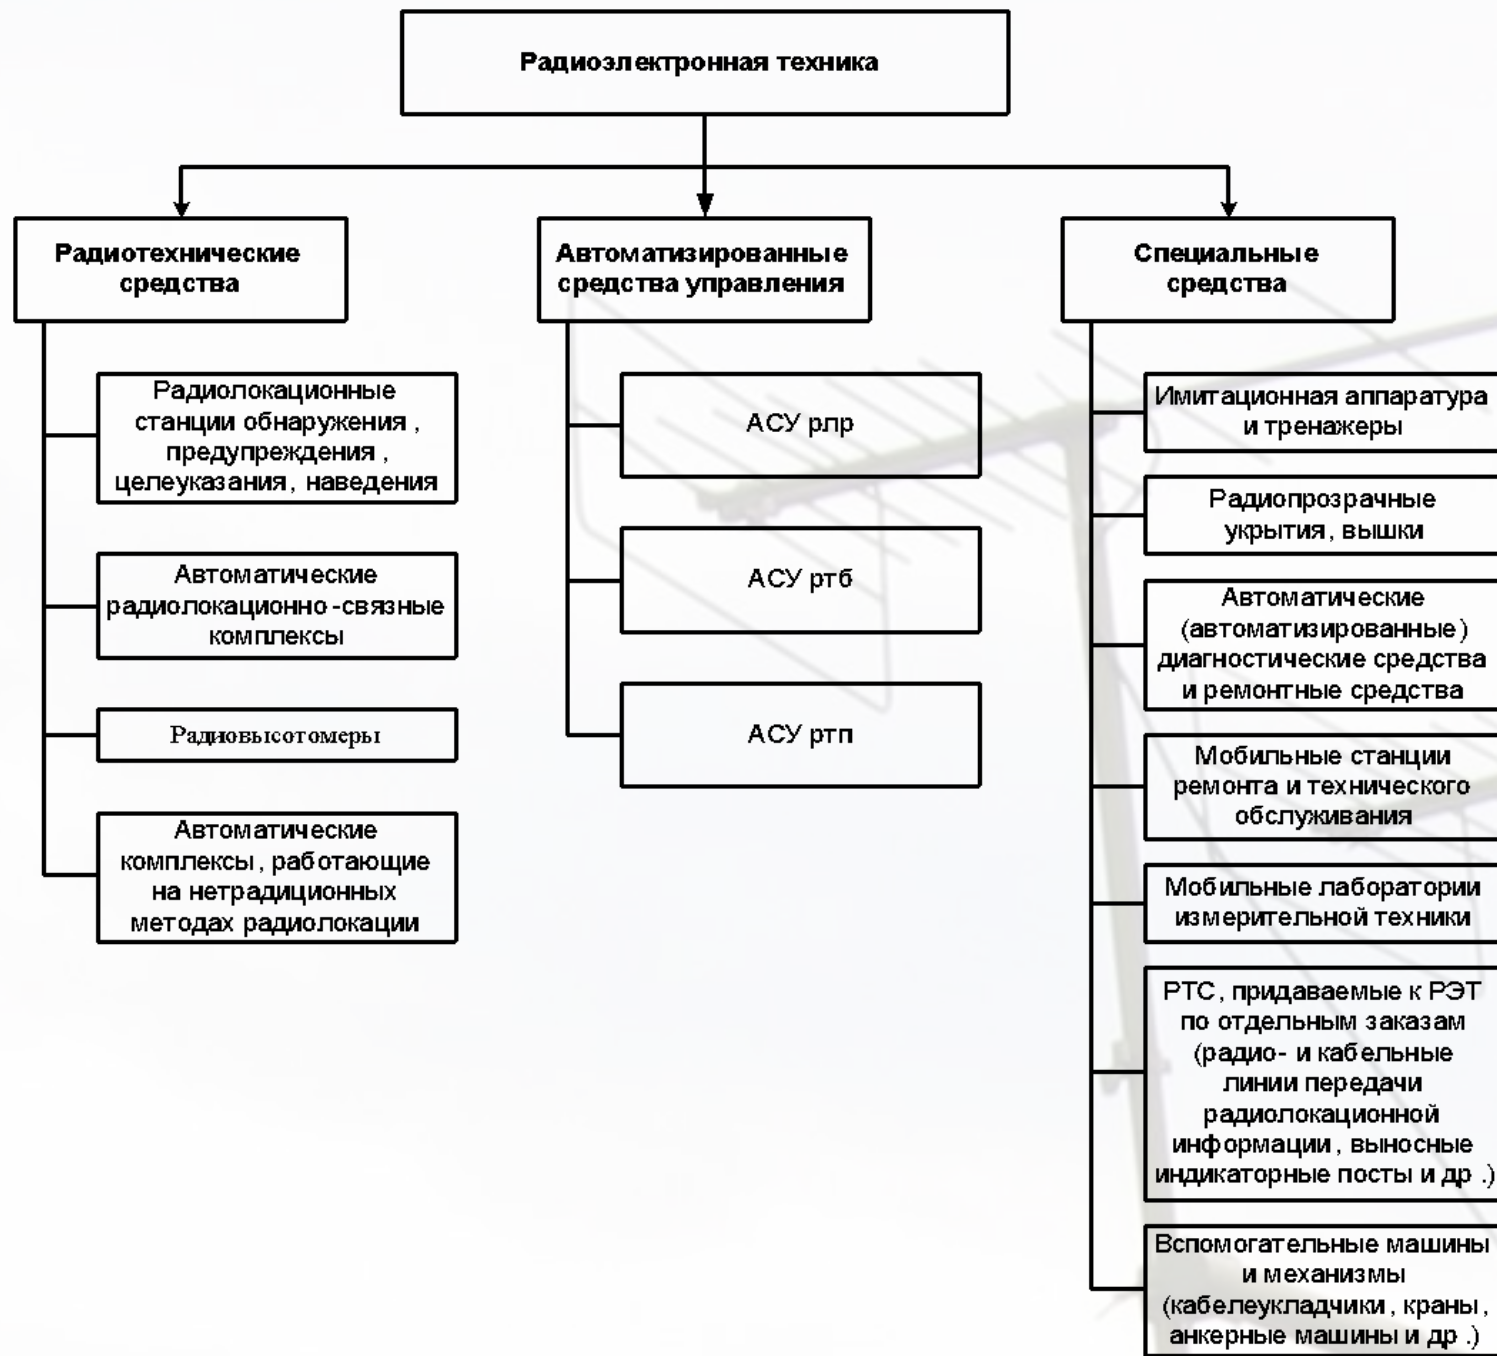 Радиоэлектронная техника
Радиотехнические
средства
Радиолокационные
станции обнаружения ,
предупреждения ,
целеуказания , наведения
Автоматические
радиолокационно -связные
комплексы
Радиовысотомеры
Автоматические
комплексы , работающие
на нетрадиционных
методах радиолокации
Автоматизированные
средства управления
АСУ рлр
АСУ ртб
АСУ ртп
Специальные
средства
Имитационная аппаратура
и тренажеры
Радиопрозрачные
укрытия , вышки
Автоматические
(автоматизированные )
диагностические средства
и ремонтные средства
Мобильные станции
ремонта и технического
обслуживания
Мобильные лаборатории
измерительной техники
РТС , придаваемые к РЭТ
по отдельным заказам
(радио- и кабельные
линии передачи
радиолокационной
информации , выносные
индикаторные посты и др .)
Вспомогательные машины
и механизмы
(кабелеукладчики , краны ,
анкерные машины и др .)